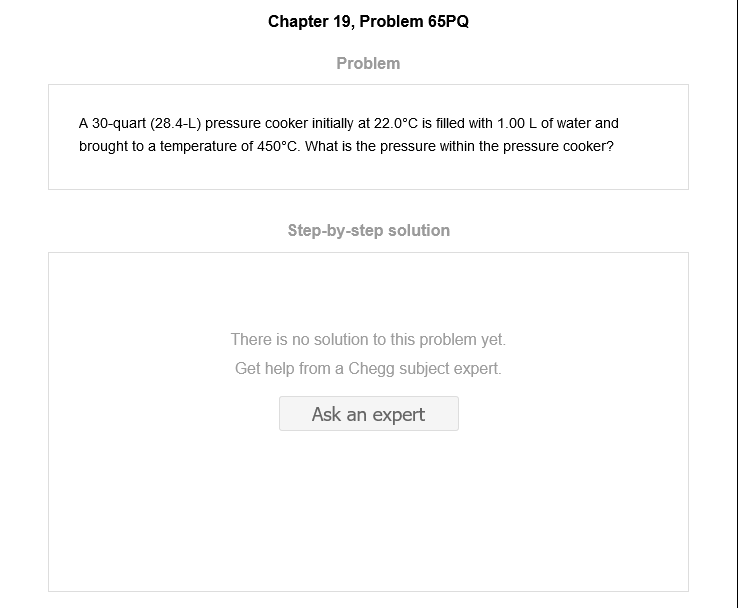 Chapter 19, Problem 65PQ
Problem
A 30-quart (28.4-L) pressure cooker initially at 22.0°C is filled with 1.00 L of water and
brought to a temperature of 450°C. What is the pressure within the pressure cooker?
Step-by-step solution
There is no solution to this problem yet.
Get help from a Chegg subject expert.
Ask an expert